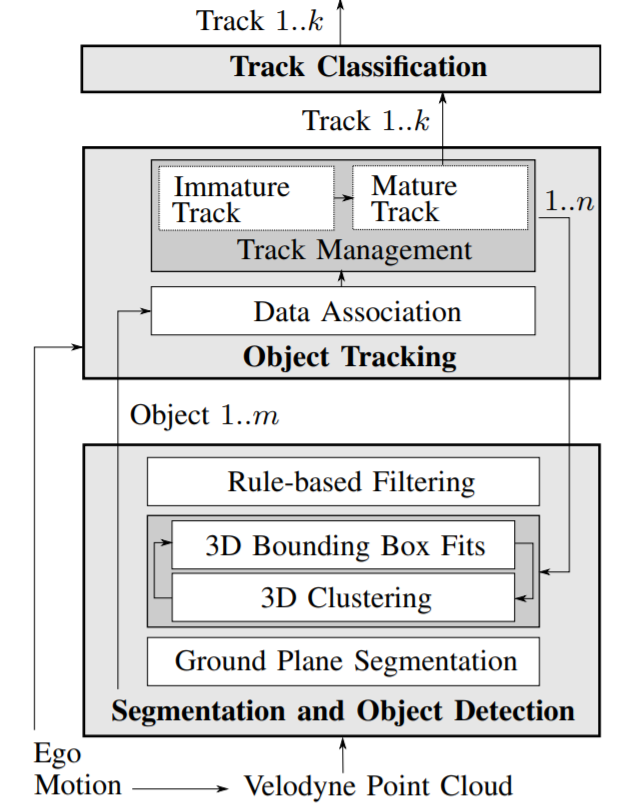 Track 1..k
Track Classification
Track 1..k
Immature
Track
Mature
Track
1..n
Track Management
Data Association
Object Tracking
Object 1..m
Rule-based Filtering
3D Bounding Box Fits
3D Clustering
Ground Plane Segmentation
Segmentation and Object Detection
Ego
Motion
Velodyne Point Cloud